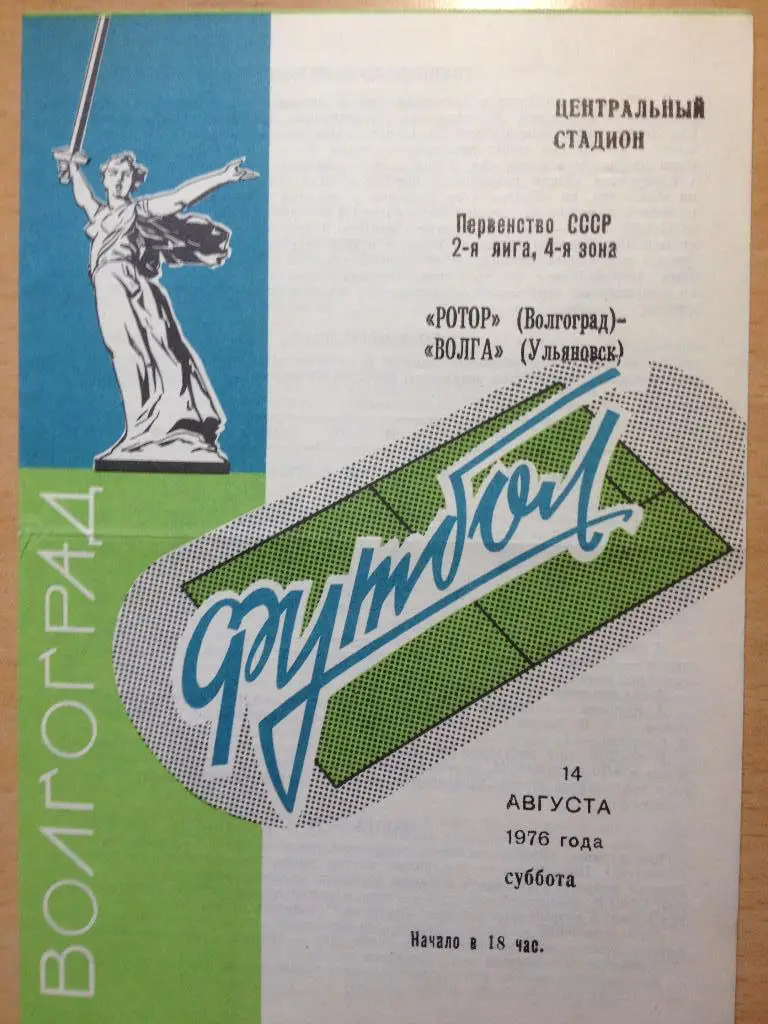 ЦЕНТРАЛЬНЫЙ
СТАДИОН
Первенство СССР
2-я лига, 4-я зона
«РОТОР» (Волгоград)-
«ВОЛГА» (Ульяновск)
футбол
ВОЛГОГРАД
14
АВГУСТА
1976 года
суббота
Начало в 18 час.